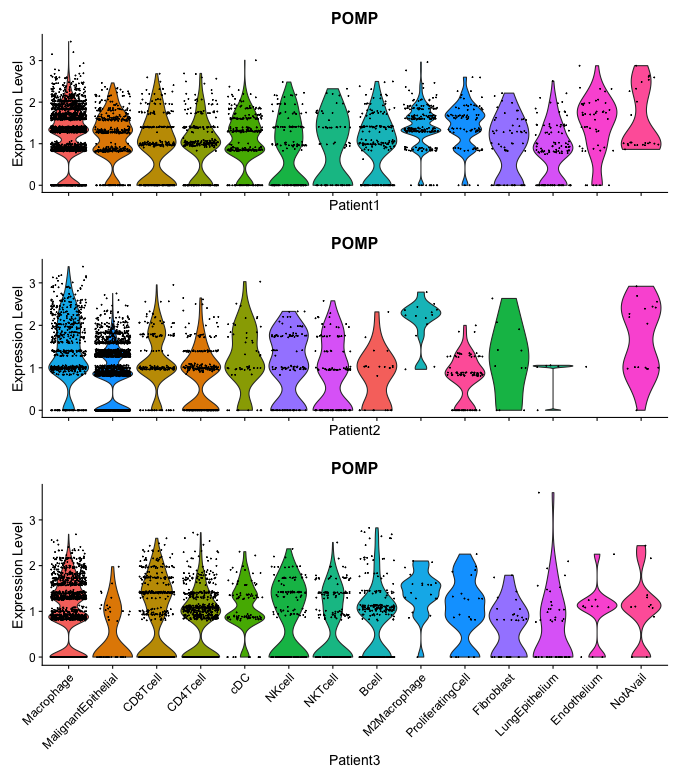 POMP
Expression Level
3
2
1
0
Patient1
POMP
Expression Level
3
2
1
0
Patient2
POMP
Expression Level
3
2
1
0
Macrophage
MalignantEpithelial
CD8Tcell
CD4Tcell
cDC
NKcell
NKTcell
Bcell
M2Macrophage
ProliferatingCell
Fibroblast
LungEpithelium
Endothelium
NotAvail
Patient3